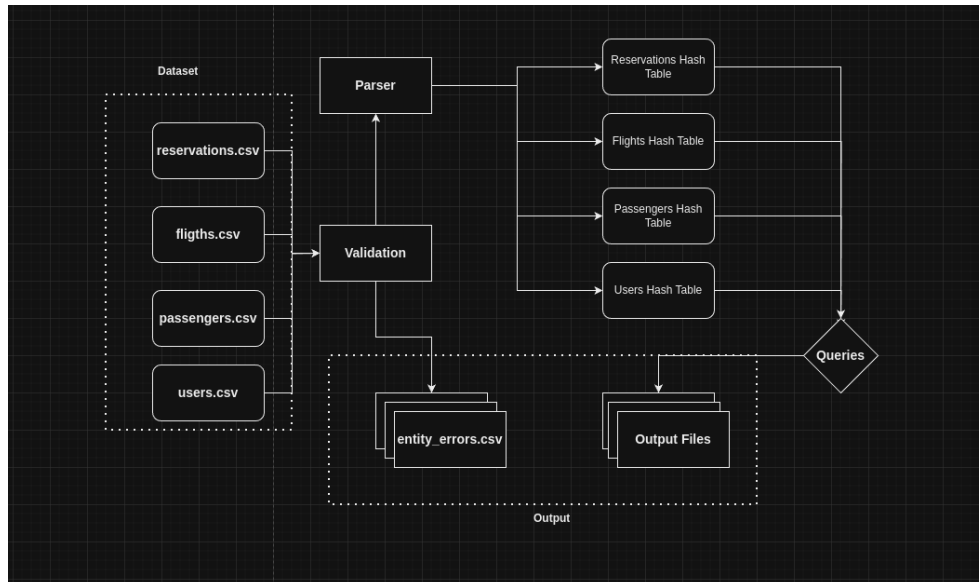 Dataset
reservations.csv
fligths.csv
passengers.csv
users.csv
Parser
Validation
Reservations Hash
Table
Flights Hash Table
Passengers Hash
Table
Users Hash Table
Queries
entity_errors.csv
Output Files
Output